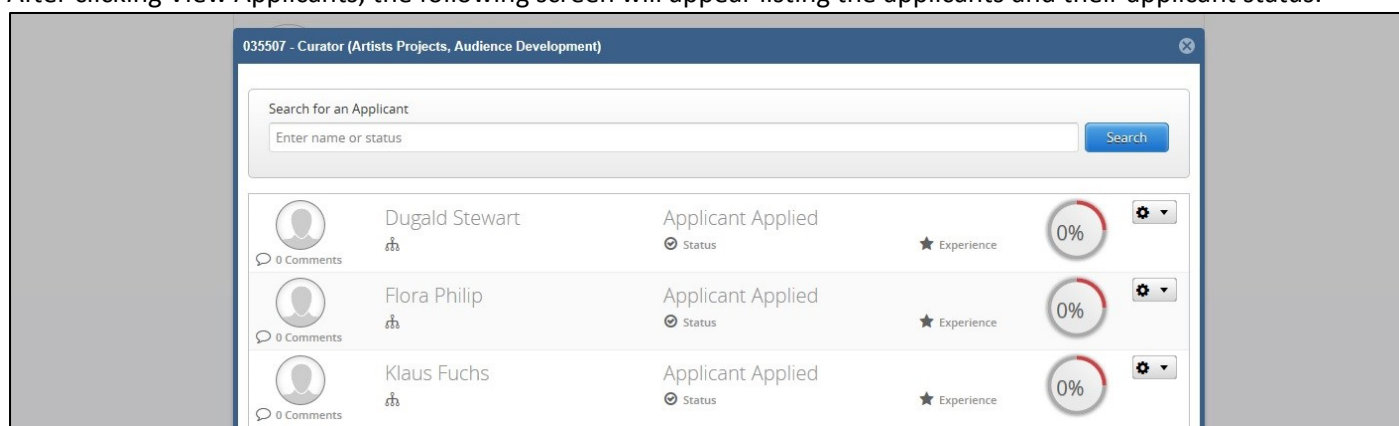 After clicking View Applicants, the following screen will appear listing the applicants and their applicant status.
035507 - Curator (Artists Projects, Audience Development)
Search for an Applicant
Enter name or status
Search
Dugald Stewart
Applicant Applied
0%
Status
Experience
0 Comments
Flora Philip
Applicant Applied
0%
Status
Experience
0 Comments
Klaus Fuchs
Applicant Applied
0%
Status
Experience
0 Comments